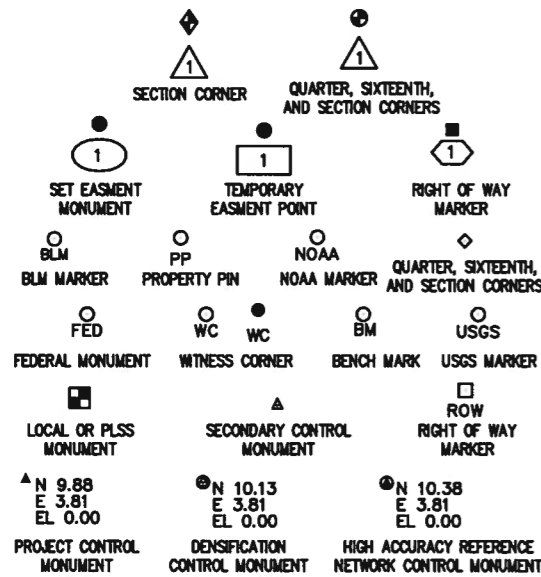 1 1
SECTION CORNER QUARTER, SIXTEENTH,
AND SECTION CORNERS
1 1 1
SET EASMENT TEMPORARY RIGHT OF WAY
MONUMENT EASMENT POINT MARKER
BLM PP NOAA
BLM MARKER PROPERTY PIN NOAA MARKER QUARTER, SIXTEENTH,
AND SECTION CORNERS
FED WC WC BM USGS
FEDERAL MONUMENT WITNESS CORNER BENCH MARK USGS MARKER
ROW
LOCAL OR PLSS SECONDARY CONTROL RIGHT OF WAY
MONUMENT MONUMENT MARKER
N 9.88 N 10.13 N 10.38
E 3.81 E 3.81 E 3.81
EL 0.00 EL 0.00 EL 0.00
PROJECT CONTROL DENSIFICATION HIGH ACCURACY REFERENCE
MONUMENT CONTROL MONUMENT NETWORK CONTROL MONUMENT